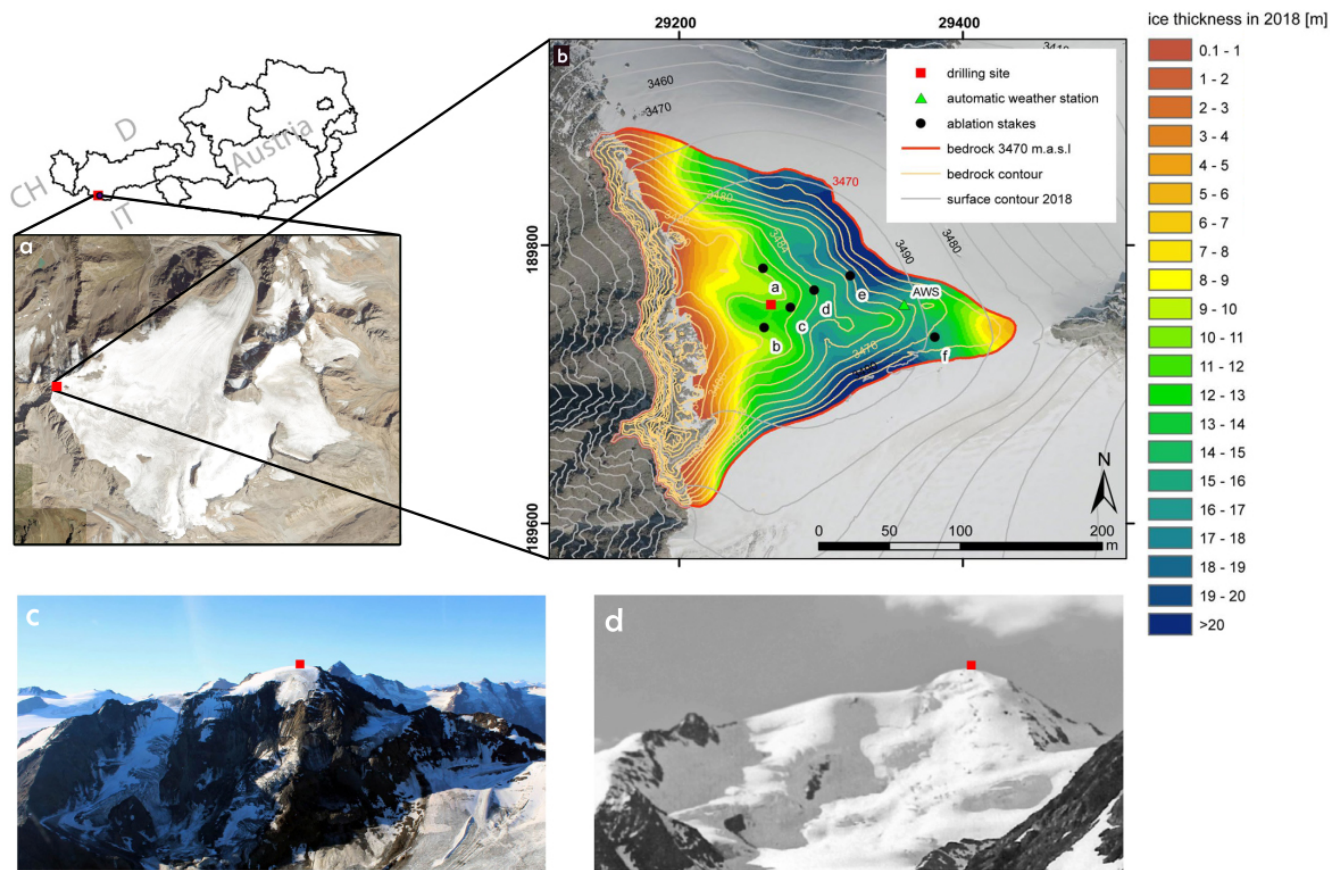 29200
29400
ice thickness in 2018 [m]
b
drilling site
automatic weather station
ablation stakes
bedrock 3470 m.a.s.l
bedrock contour
surface contour 2018
3460
3470
3470
3480
3484
3490
3480
a
b
c
d
e
AWS
f
3470
189800
189600
N
0
50
100
200
m
D
CH
IT
Austria
a
0.1 - 1
1 - 2
2 - 3
3 - 4
4 - 5
5 - 6
6 - 7
7 - 8
8 - 9
9 - 10
10 - 11
11 - 12
12 - 13
13 - 14
14 - 15
15 - 16
16 - 17
17 - 18
18 - 19
19 - 20
>20
c
d